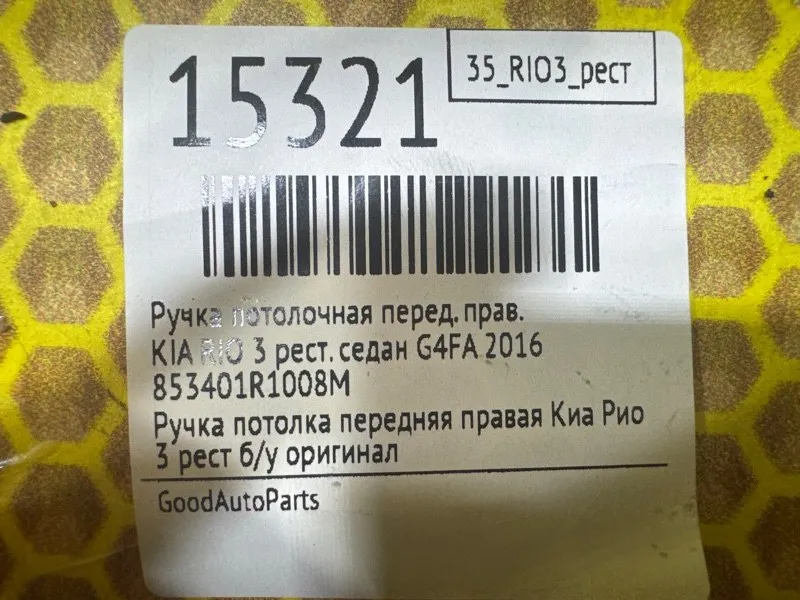 15321
35_RIO3_рест
Ручка потолочная перед. прав.
KIA RIO 3 рест. седан G4FA 2016
853401R1008M
Ручка потолка передняя правая Киа Рио
3 рест б/у оригинал
GoodAutoParts